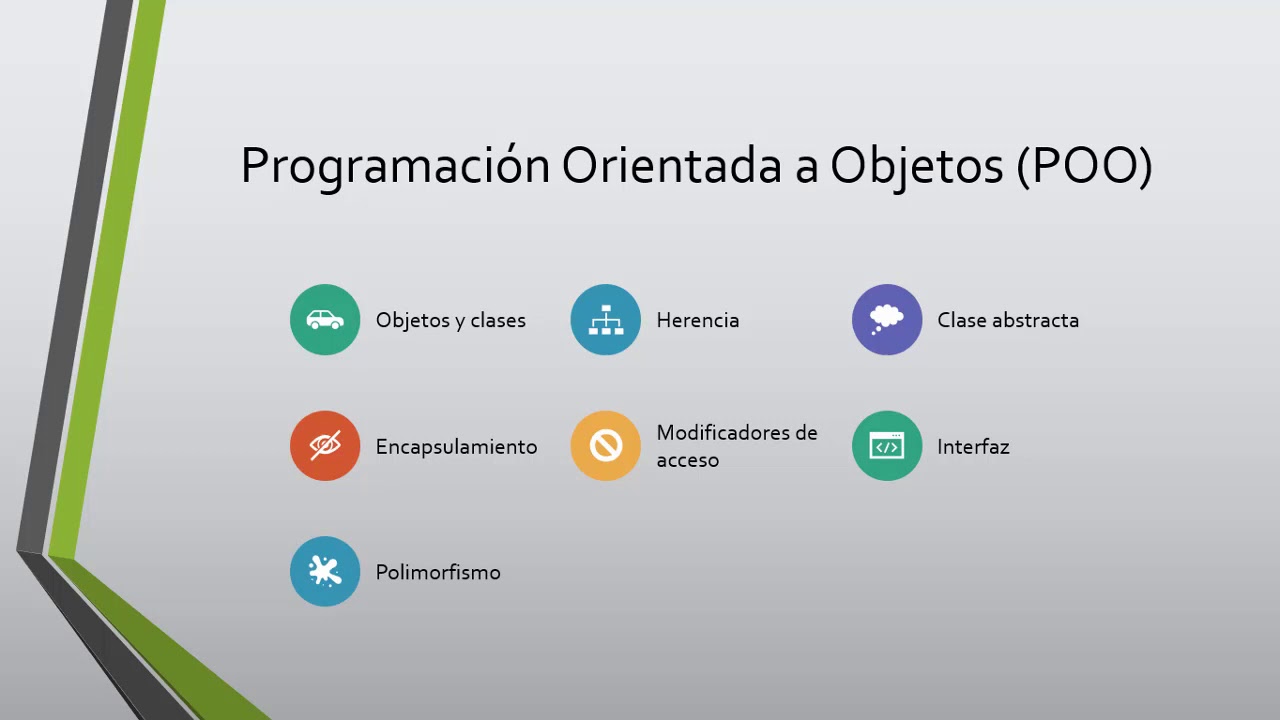 Programación Orientada a Objetos (POO)
Objetos y clases
Herencia
Clase abstracta
Encapsulamiento
Modificadores de
acceso
Interfaz
Polimorfismo